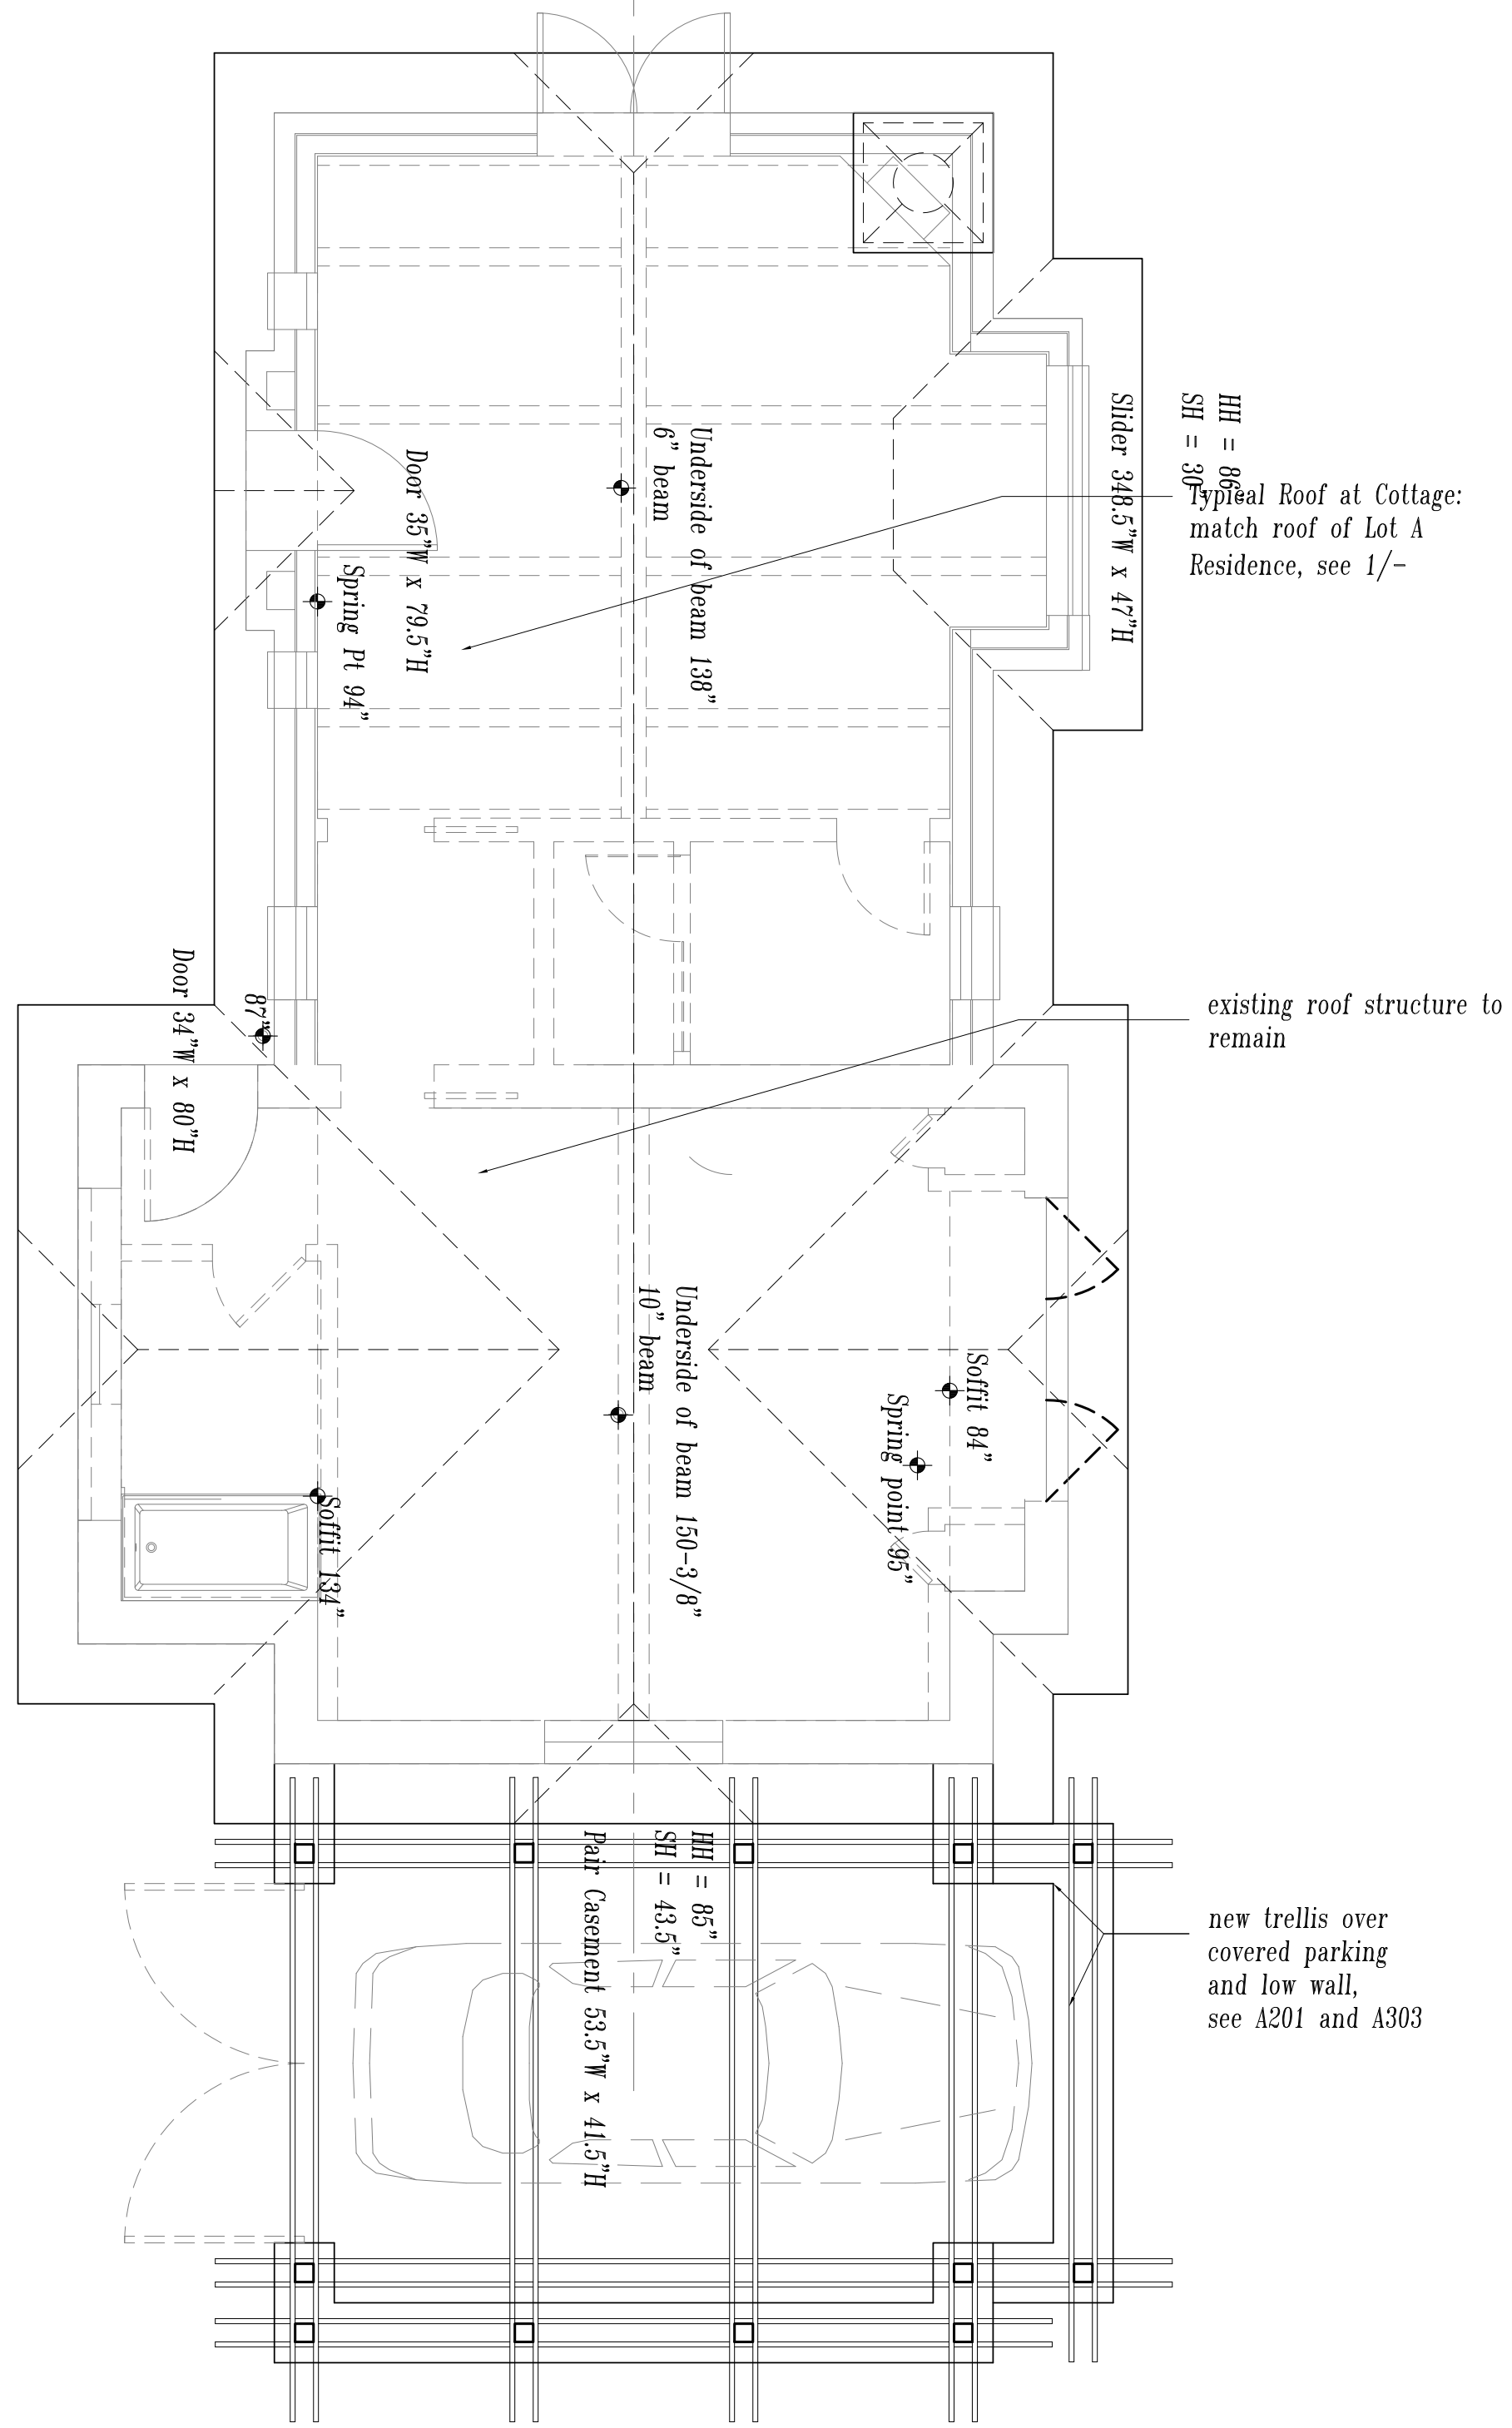 HH = 86"
SH = 30"
Slider 348.5"W x 47"H
Typical Roof at Cottage:
match roof of Lot A
Residence, see 1/-
Underside of beam 138"
6" beam
Door 35"W x 79.5"H
Spring Pt 94"
existing roof structure to
remain
87"
Door 34"W x 80"H
Underside of beam 150-3/8"
10" beam
Soffit 84"
Spring point 95"
Soffit 134"
HH = 85"
SH = 43.5"
Pair Casement 53.5"W x 41.5"H
new trellis over
covered parking
and low wall,
see A201 and A303